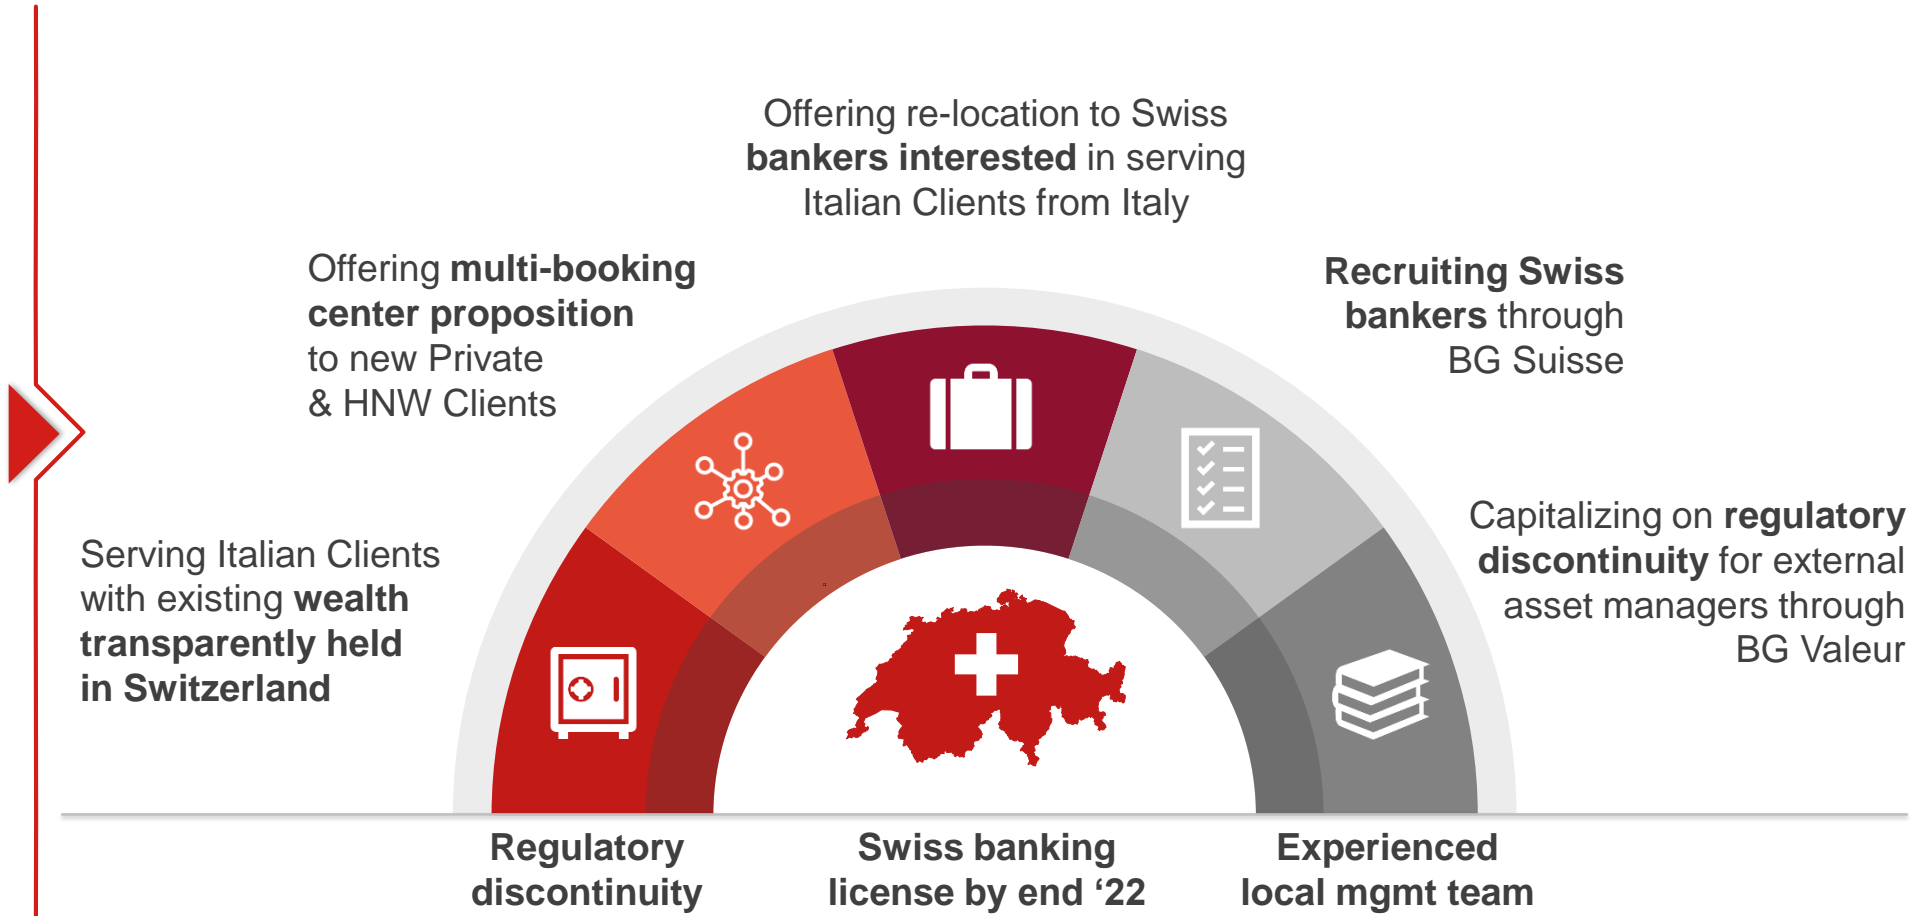 Offering re-location to Swiss
bankers interested in serving
Italian Clients from Italy
Offering multi-booking
center proposition
to new Private
& HNW Clients
Recruiting Swiss
bankers through
BG Suisse
Serving Italian Clients
with existing wealth
transparently held
in Switzerland
Capitalizing on regulatory
discontinuity for external
asset managers through
BG Valeur
Regulatory
discontinuity
Swiss banking
license by end ‘22
Experienced
local mgmt team